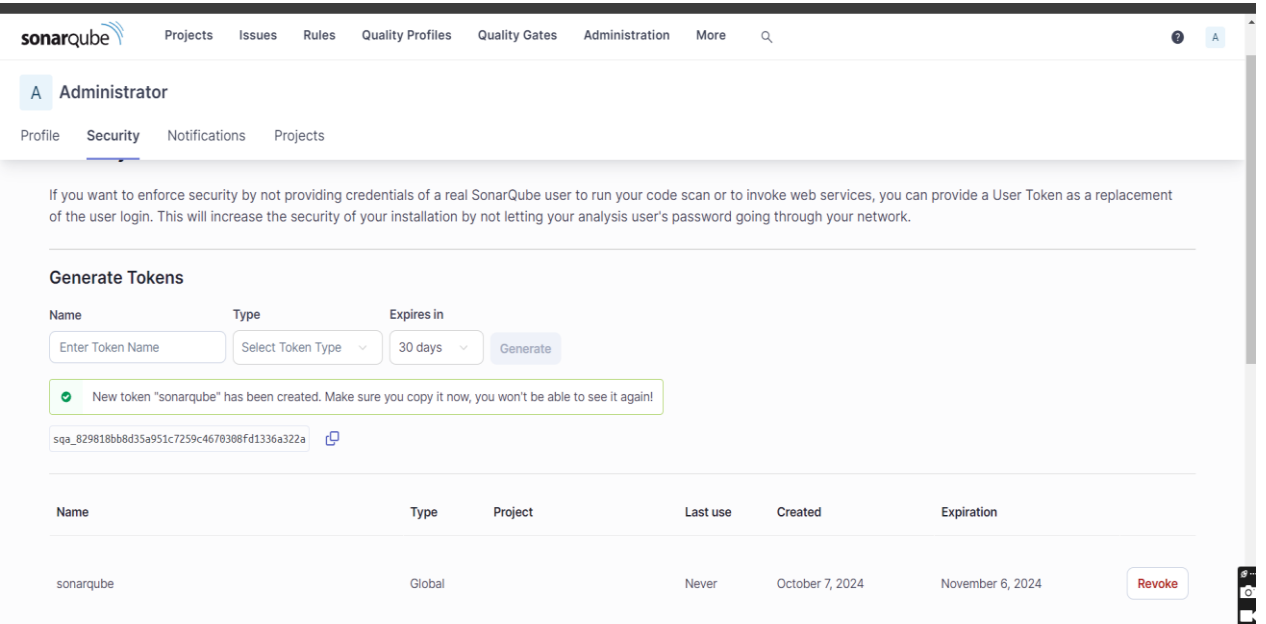 sonarqube Projects Issues Rules Quality Profiles Quality Gates Administration More ? A
A Administrator
Profile Security Notifications Projects
If you want to enforce security by not providing credentials of a real SonarQube user to run your code scan or to invoke web services, you can provide a User Token as a replacement
of the user login. This will increase the security of your installation by not letting your analysis user's password going through your network.
Generate Tokens
Name Type Expires in
Enter Token Name Select Token Type 30 days Generate
New token "sonarqube" has been created. Make sure you copy it now, you won't be able to see it again!
sqa_829818bb8d35a951c7259c4670308fd1336a322a
Name Type Project Last use Created Expiration
sonarqube Global Never October 7, 2024 November 6, 2024 Revoke